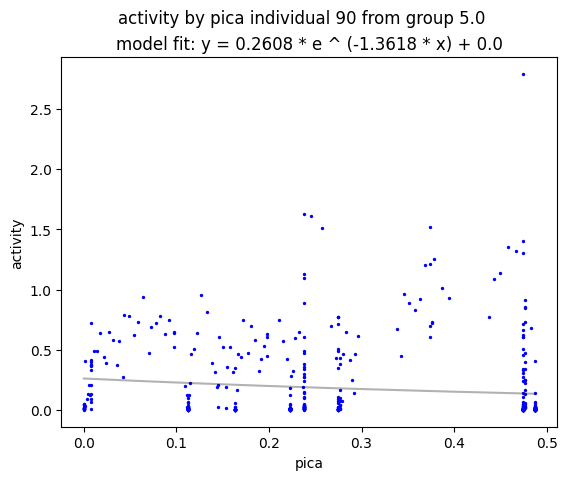 activity by pica individual 90 from group 5.0
model fit: y = 0.2608 * e ^ (-1.3618 * x) + 0.0
2.5
2.0
1.5
1.0
0.5
0.0
activity
0.0 0.1 0.2 0.3 0.4 0.5
pica